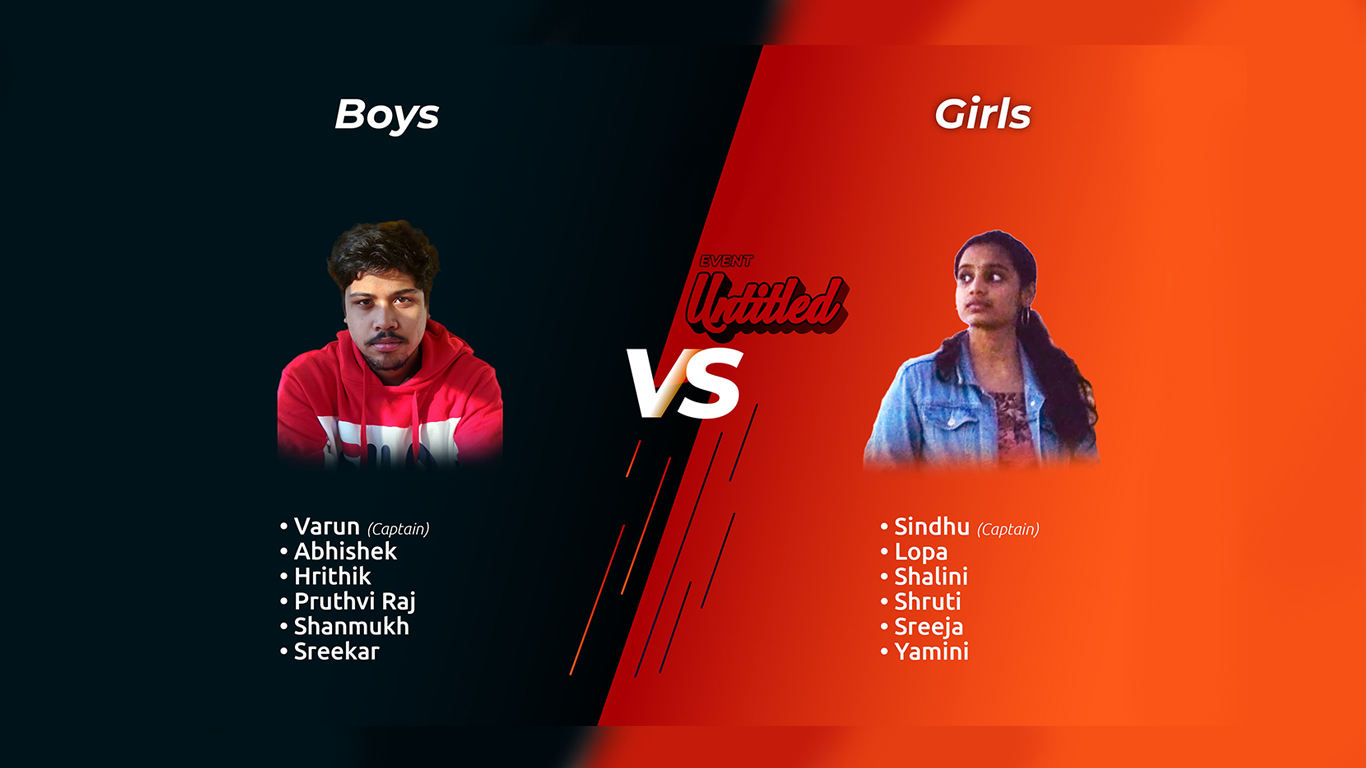 Boys
Girls
EVENT
Untitled
VS
• Varun (Captain)
• Abhishek
• Hrithik
• Pruthvi Raj
• Shanmukh
• Sreekar
• Sindhu (Captain)
• Lopa
• Shalini
• Shruti
• Sreeja
• Yamini